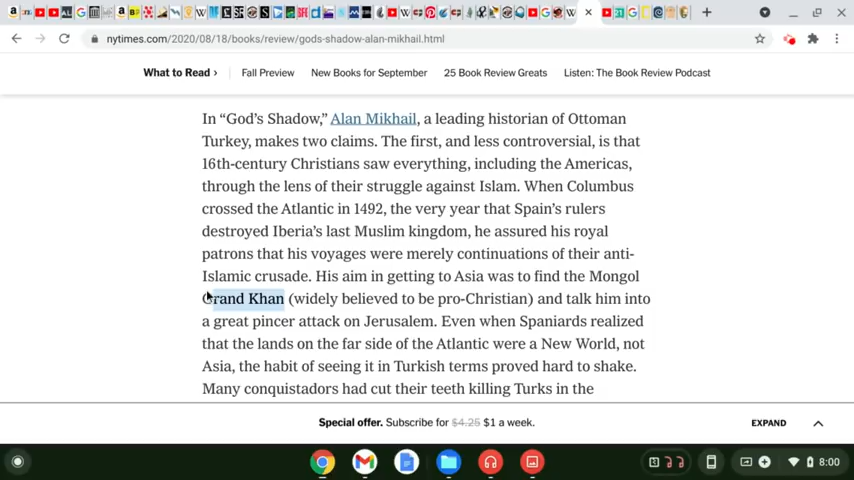 nytimes.com/2020/08/18/books/review/gods-shadow-alan-mikhail.html
What to Read › Fall Preview New Books for September 25 Book Review Greats Listen: The Book Review Podcast
In “God’s Shadow,” Alan Mikhail, a leading historian of Ottoman
Turkey, makes two claims. The first, and less controversial, is that
16th-century Christians saw everything, including the Americas,
through the lens of their struggle against Islam. When Columbus
crossed the Atlantic in 1492, the very year that Spain’s rulers
destroyed Iberia’s last Muslim kingdom, he assured his royal
patrons that his voyages were merely continuations of their anti-
Islamic crusade. His aim in getting to Asia was to find the Mongol
Grand Khan (widely believed to be pro-Christian) and talk him into
a great pincer attack on Jerusalem. Even when Spaniards realized
that the lands on the far side of the Atlantic were a New World, not
Asia, the habit of seeing it in Turkish terms proved hard to shake.
Many conquistadors had cut their teeth killing Turks in the
Special offer. Subscribe for $4.25 $1 a week. EXPAND
8:00